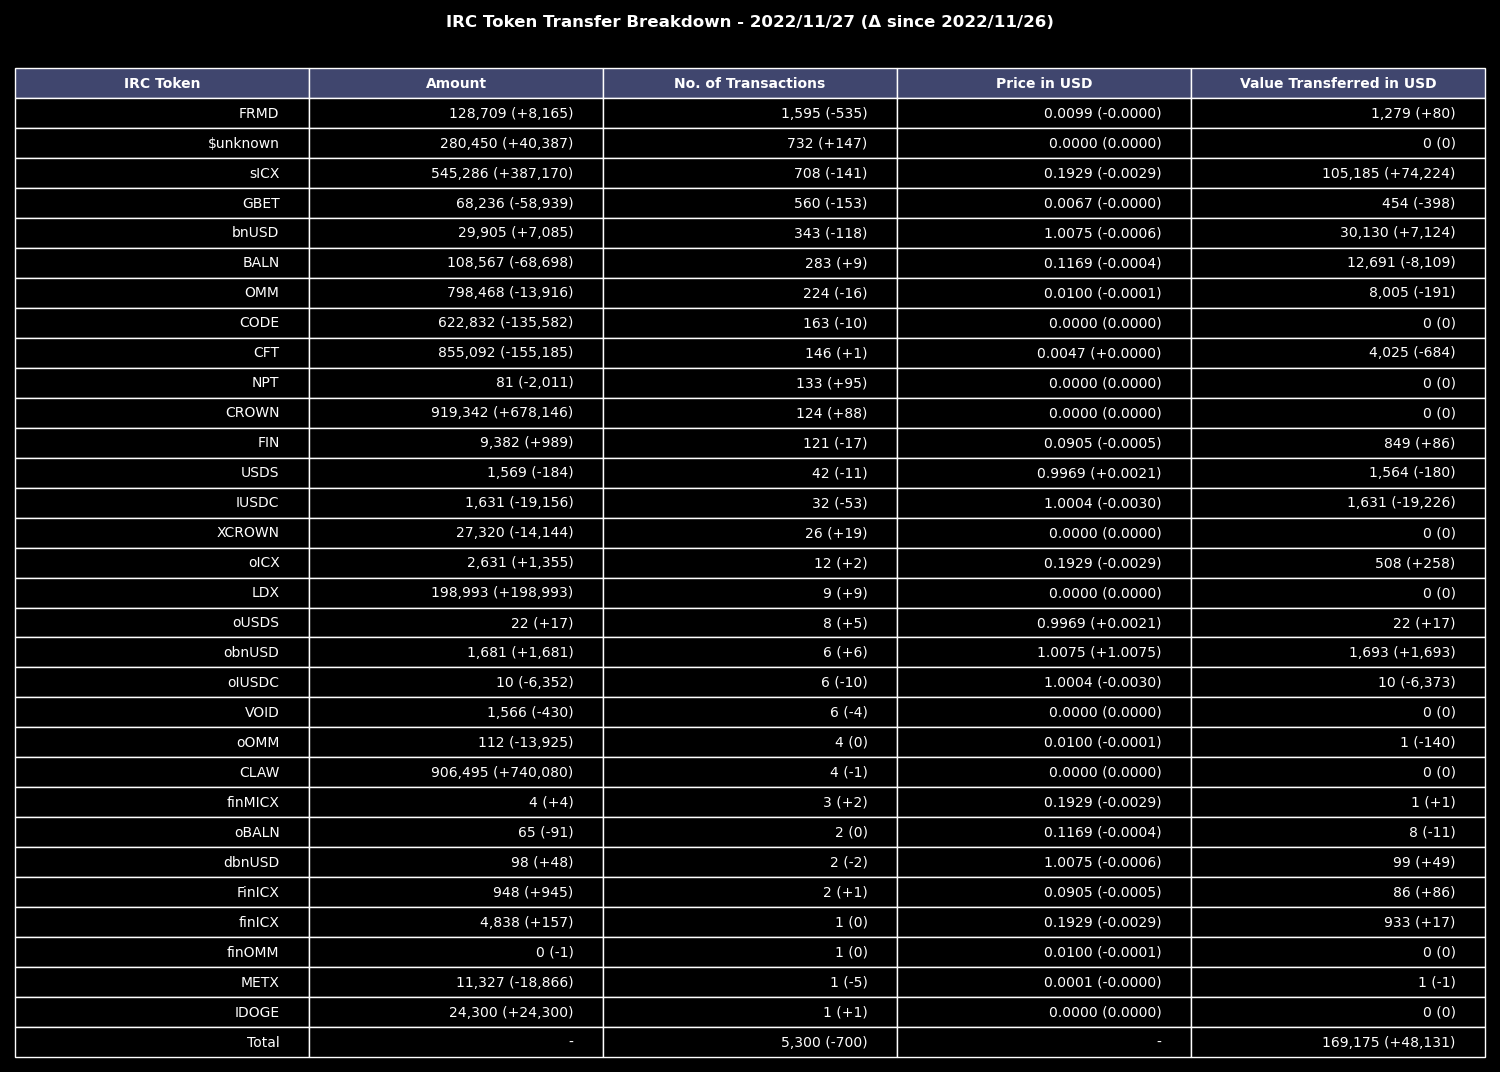 IRC Token Transfer Breakdown - 2022/11/27 (Δ since 2022/11/26)
IRC Token Amount No. of Transactions Price in USD Value Transferred in USD
FRMD 128,709 (+8,165) 1,595 (-535) 0.0099 (-0.0000) 1,279 (+80)
$unknown 280,450 (+40,387) 732 (+147) 0.0000 (0.0000) 0 (0)
sICX 545,286 (+387,170) 708 (-141) 0.1929 (-0.0029) 105,185 (+74,224)
GBET 68,236 (-58,939) 560 (-153) 0.0067 (-0.0000) 454 (-398)
bnUSD 29,905 (+7,085) 343 (-118) 1.0075 (-0.0006) 30,130 (+7,124)
BALN 108,567 (-68,698) 283 (+9) 0.1169 (-0.0004) 12,691 (-8,109)
OMM 798,468 (-13,916) 224 (-16) 0.0100 (-0.0001) 8,005 (-191)
CODE 622,832 (-135,582) 163 (-10) 0.0000 (0.0000) 0 (0)
CFT 855,092 (-155,185) 146 (+1) 0.0047 (+0.0000) 4,025 (-684)
NPT 81 (-2,011) 133 (+95) 0.0000 (0.0000) 0 (0)
CROWN 919,342 (+678,146) 124 (+88) 0.0000 (0.0000) 0 (0)
FIN 9,382 (+989) 121 (-17) 0.0905 (-0.0005) 849 (+86)
USDS 1,569 (-184) 42 (-11) 0.9969 (+0.0021) 1,564 (-180)
IUSDC 1,631 (-19,156) 32 (-53) 1.0004 (-0.0030) 1,631 (-19,226)
XCROWN 27,320 (-14,144) 26 (+19) 0.0000 (0.0000) 0 (0)
oICX 2,631 (+1,355) 12 (+2) 0.1929 (-0.0029) 508 (+258)
LDX 198,993 (+198,993) 9 (+9) 0.0000 (0.0000) 0 (0)
oUSDS 22 (+17) 8 (+5) 0.9969 (+0.0021) 22 (+17)
obnUSD 1,681 (+1,681) 6 (+6) 1.0075 (+1.0075) 1,693 (+1,693)
oIUSDC 10 (-6,352) 6 (-10) 1.0004 (-0.0030) 10 (-6,373)
VOID 1,566 (-430) 6 (-4) 0.0000 (0.0000) 0 (0)
oOMM 112 (-13,925) 4 (0) 0.0100 (-0.0001) 1 (-140)
CLAW 906,495 (+740,080) 4 (-1) 0.0000 (0.0000) 0 (0)
finMICX 4 (+4) 3 (+2) 0.1929 (-0.0029) 1 (+1)
oBALN 65 (-91) 2 (0) 0.1169 (-0.0004) 8 (-11)
dbnUSD 98 (+48) 2 (-2) 1.0075 (-0.0006) 99 (+49)
FinICX 948 (+945) 2 (+1) 0.0905 (-0.0005) 86 (+86)
finICX 4,838 (+157) 1 (0) 0.1929 (-0.0029) 933 (+17)
finOMM 0 (-1) 1 (0) 0.0100 (-0.0001) 0 (0)
METX 11,327 (-18,866) 1 (-5) 0.0001 (-0.0000) 1 (-1)
IDOGE 24,300 (+24,300) 1 (+1) 0.0000 (0.0000) 0 (0)
Total - 5,300 (-700) - 169,175 (+48,131)